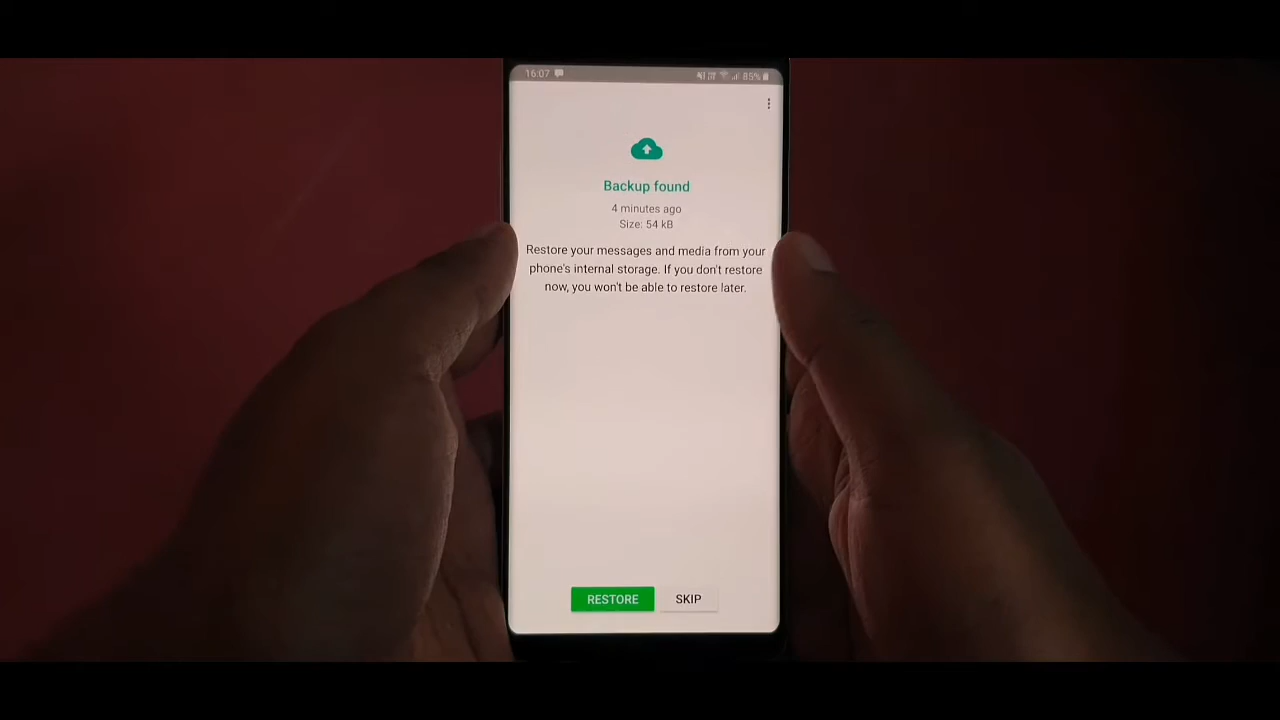 16:07
85%
Backup found
4 minutes ago
Size: 54 kB
Restore your messages and media from your
phone's internal storage. If you don't restore
now, you won't be able to restore later.
RESTORE SKIP